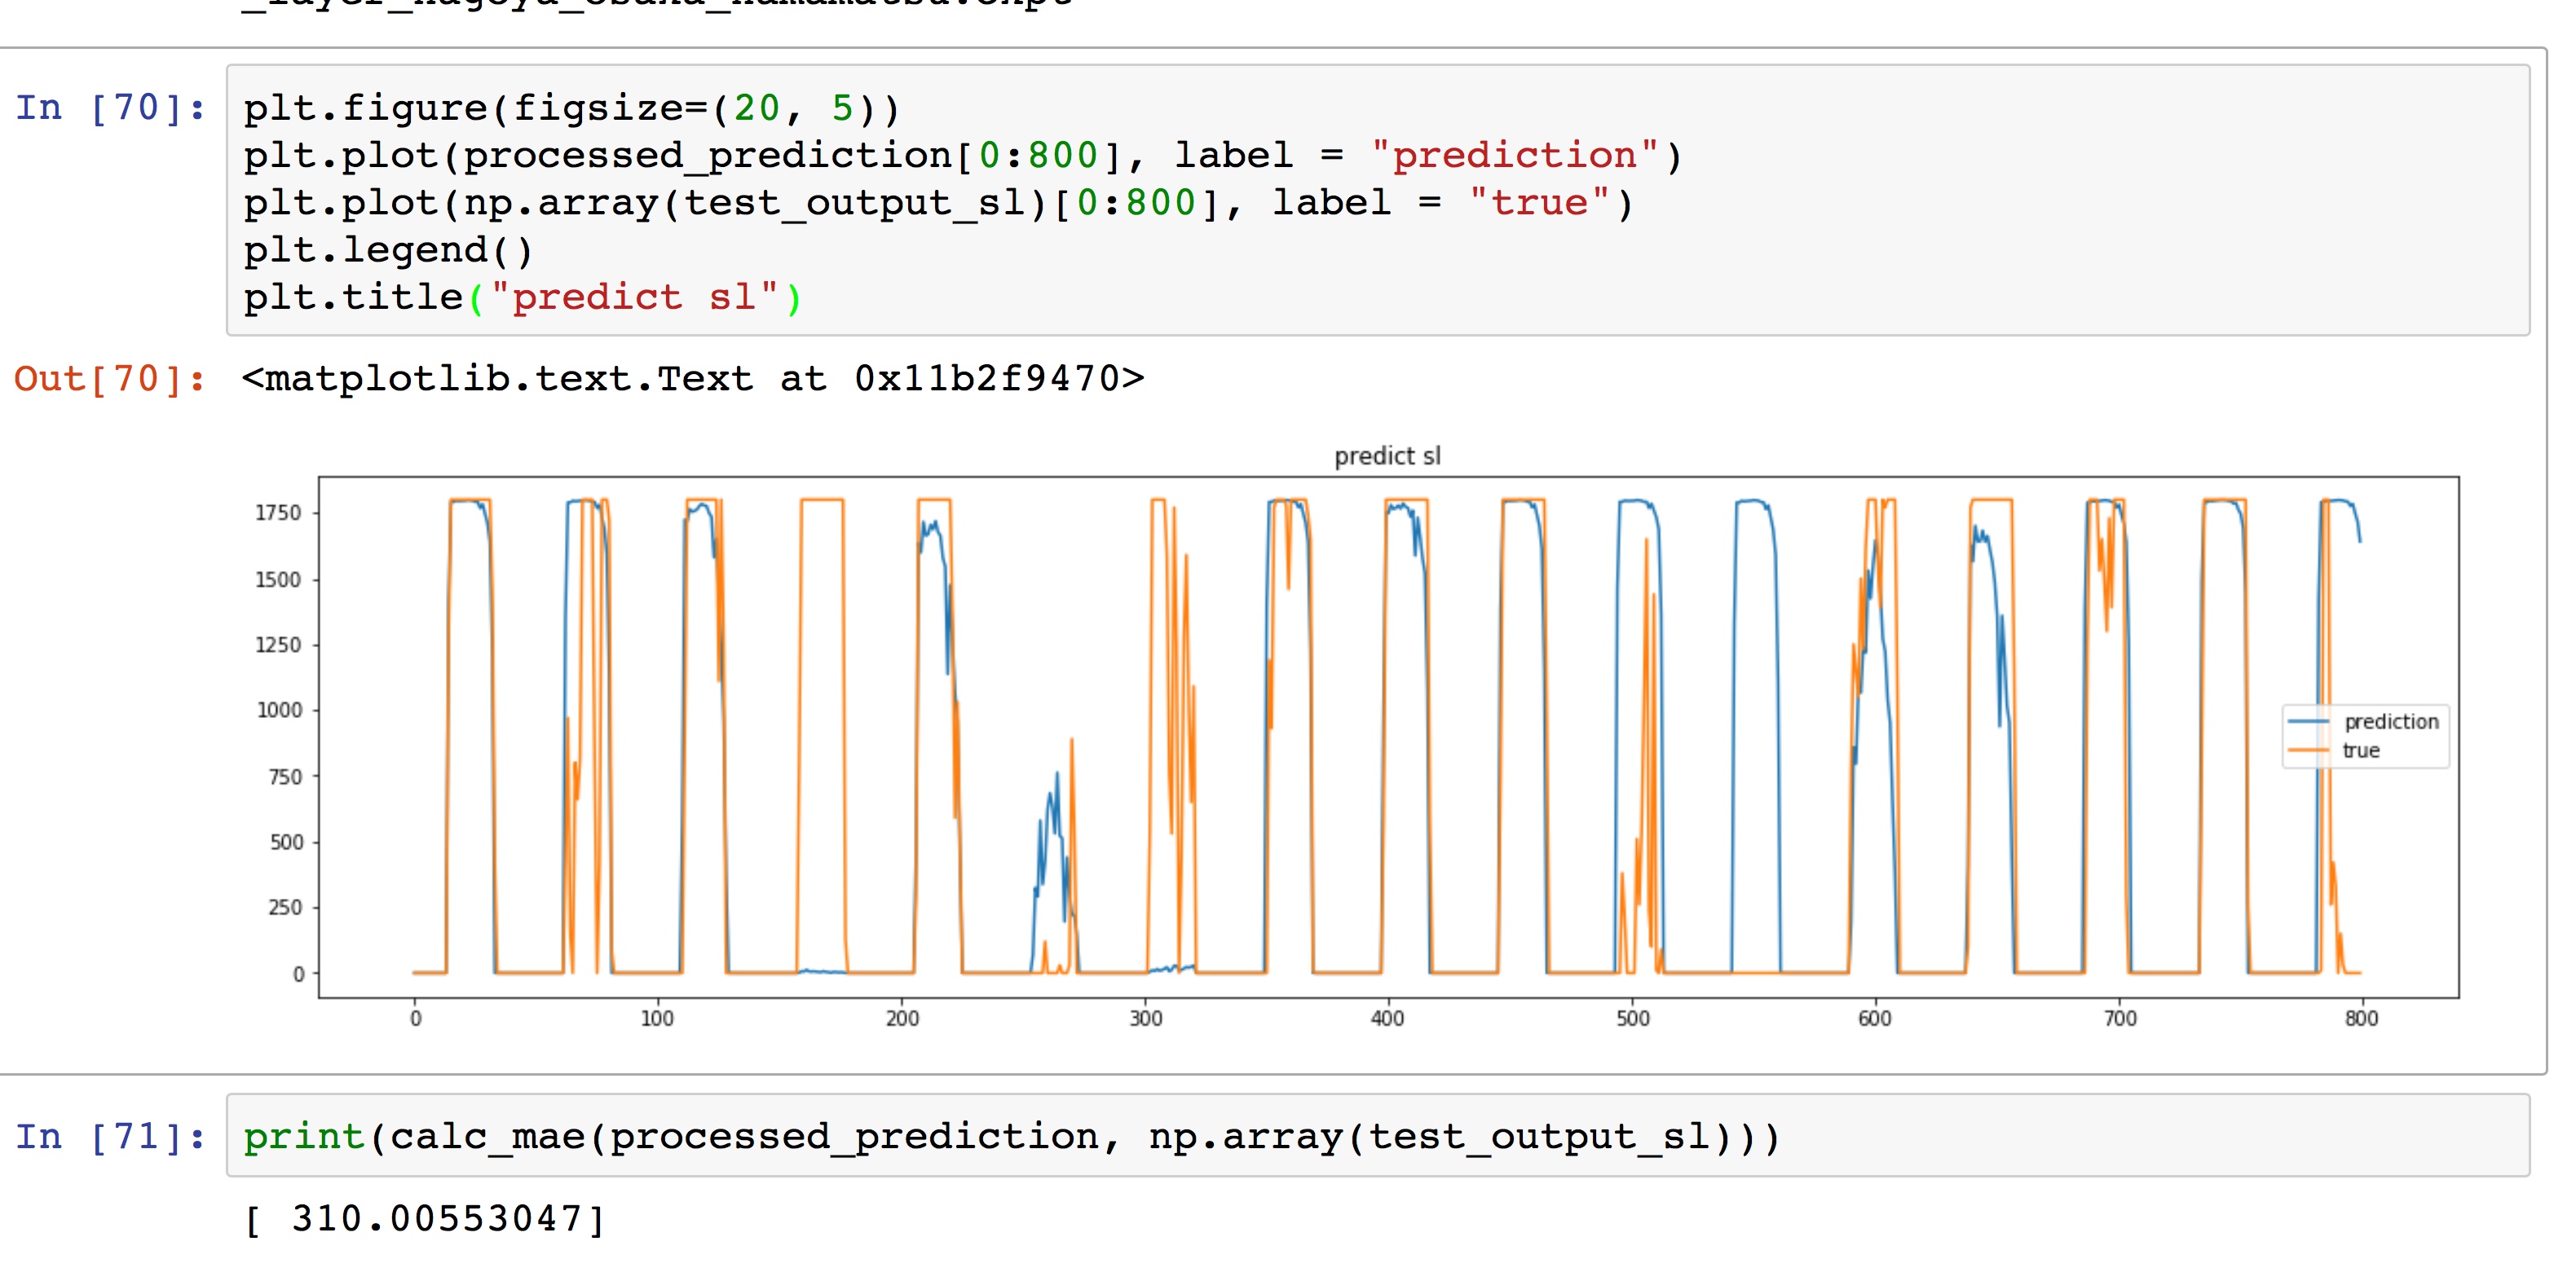 In [70]:
plt.figure(figsize=(20, 5))
plt.plot(processed_prediction[0:800], label = "prediction")
plt.plot(np.array(test_output_sl)[0:800], label = "true")
plt.legend()
plt.title("predict sl")
Out[70]: <matplotlib.text.Text at 0x11b2f9470>
predict sl
1750
1500
1250
1000
750
500
250
0
prediction
true
0 100 200 300 400 500 600 700 800
In [71]: print(calc_mae(processed_prediction, np.array(test_output_sl)))
[ 310.00553047]